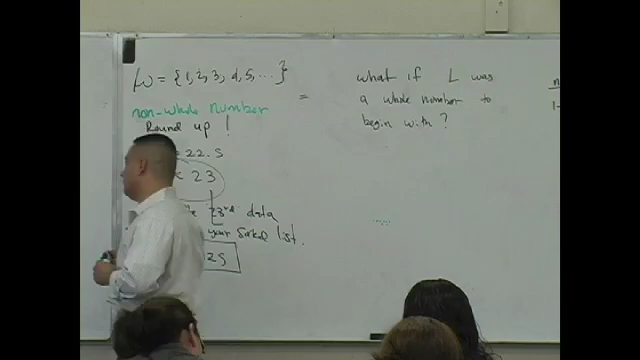 W = {1, 2, 3, 4, 5, ...}
=
non-whole number
Round up!
= 22.5
23
23rd data
your sorted list.
25
what if L was
a whole number to
begin with?